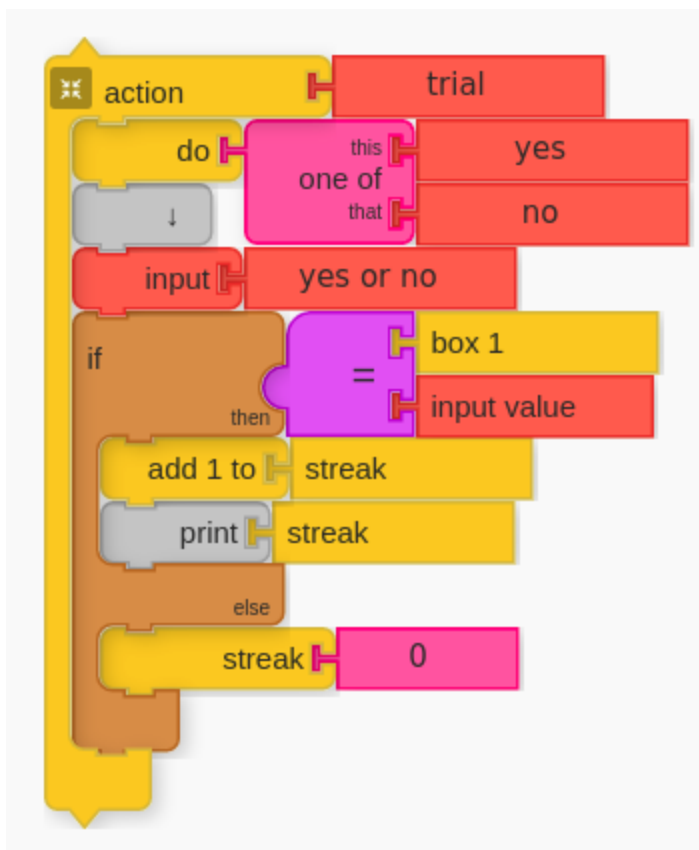 action trial
do this yes
one of
that no
↓
input yes or no
if = box 1
input value
then
add 1 to streak
print streak
else
streak 0